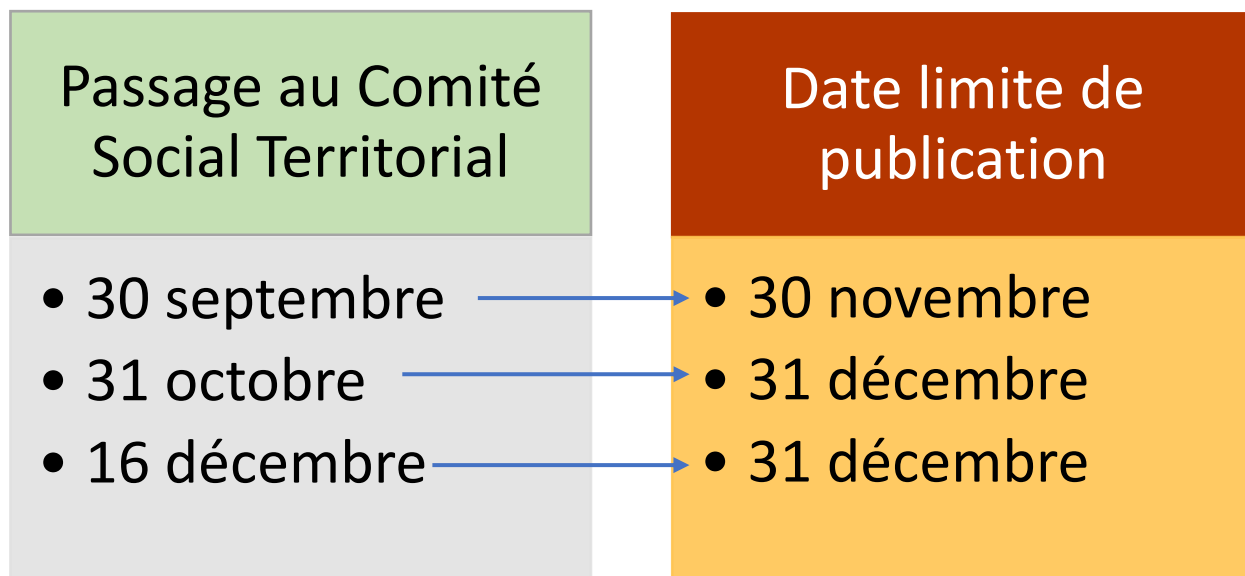 Passage au Comité
Social Territorial
• 30 septembre
• 31 octobre
• 16 décembre
Date limite de
publication
• 30 novembre
• 31 décembre
• 31 décembre